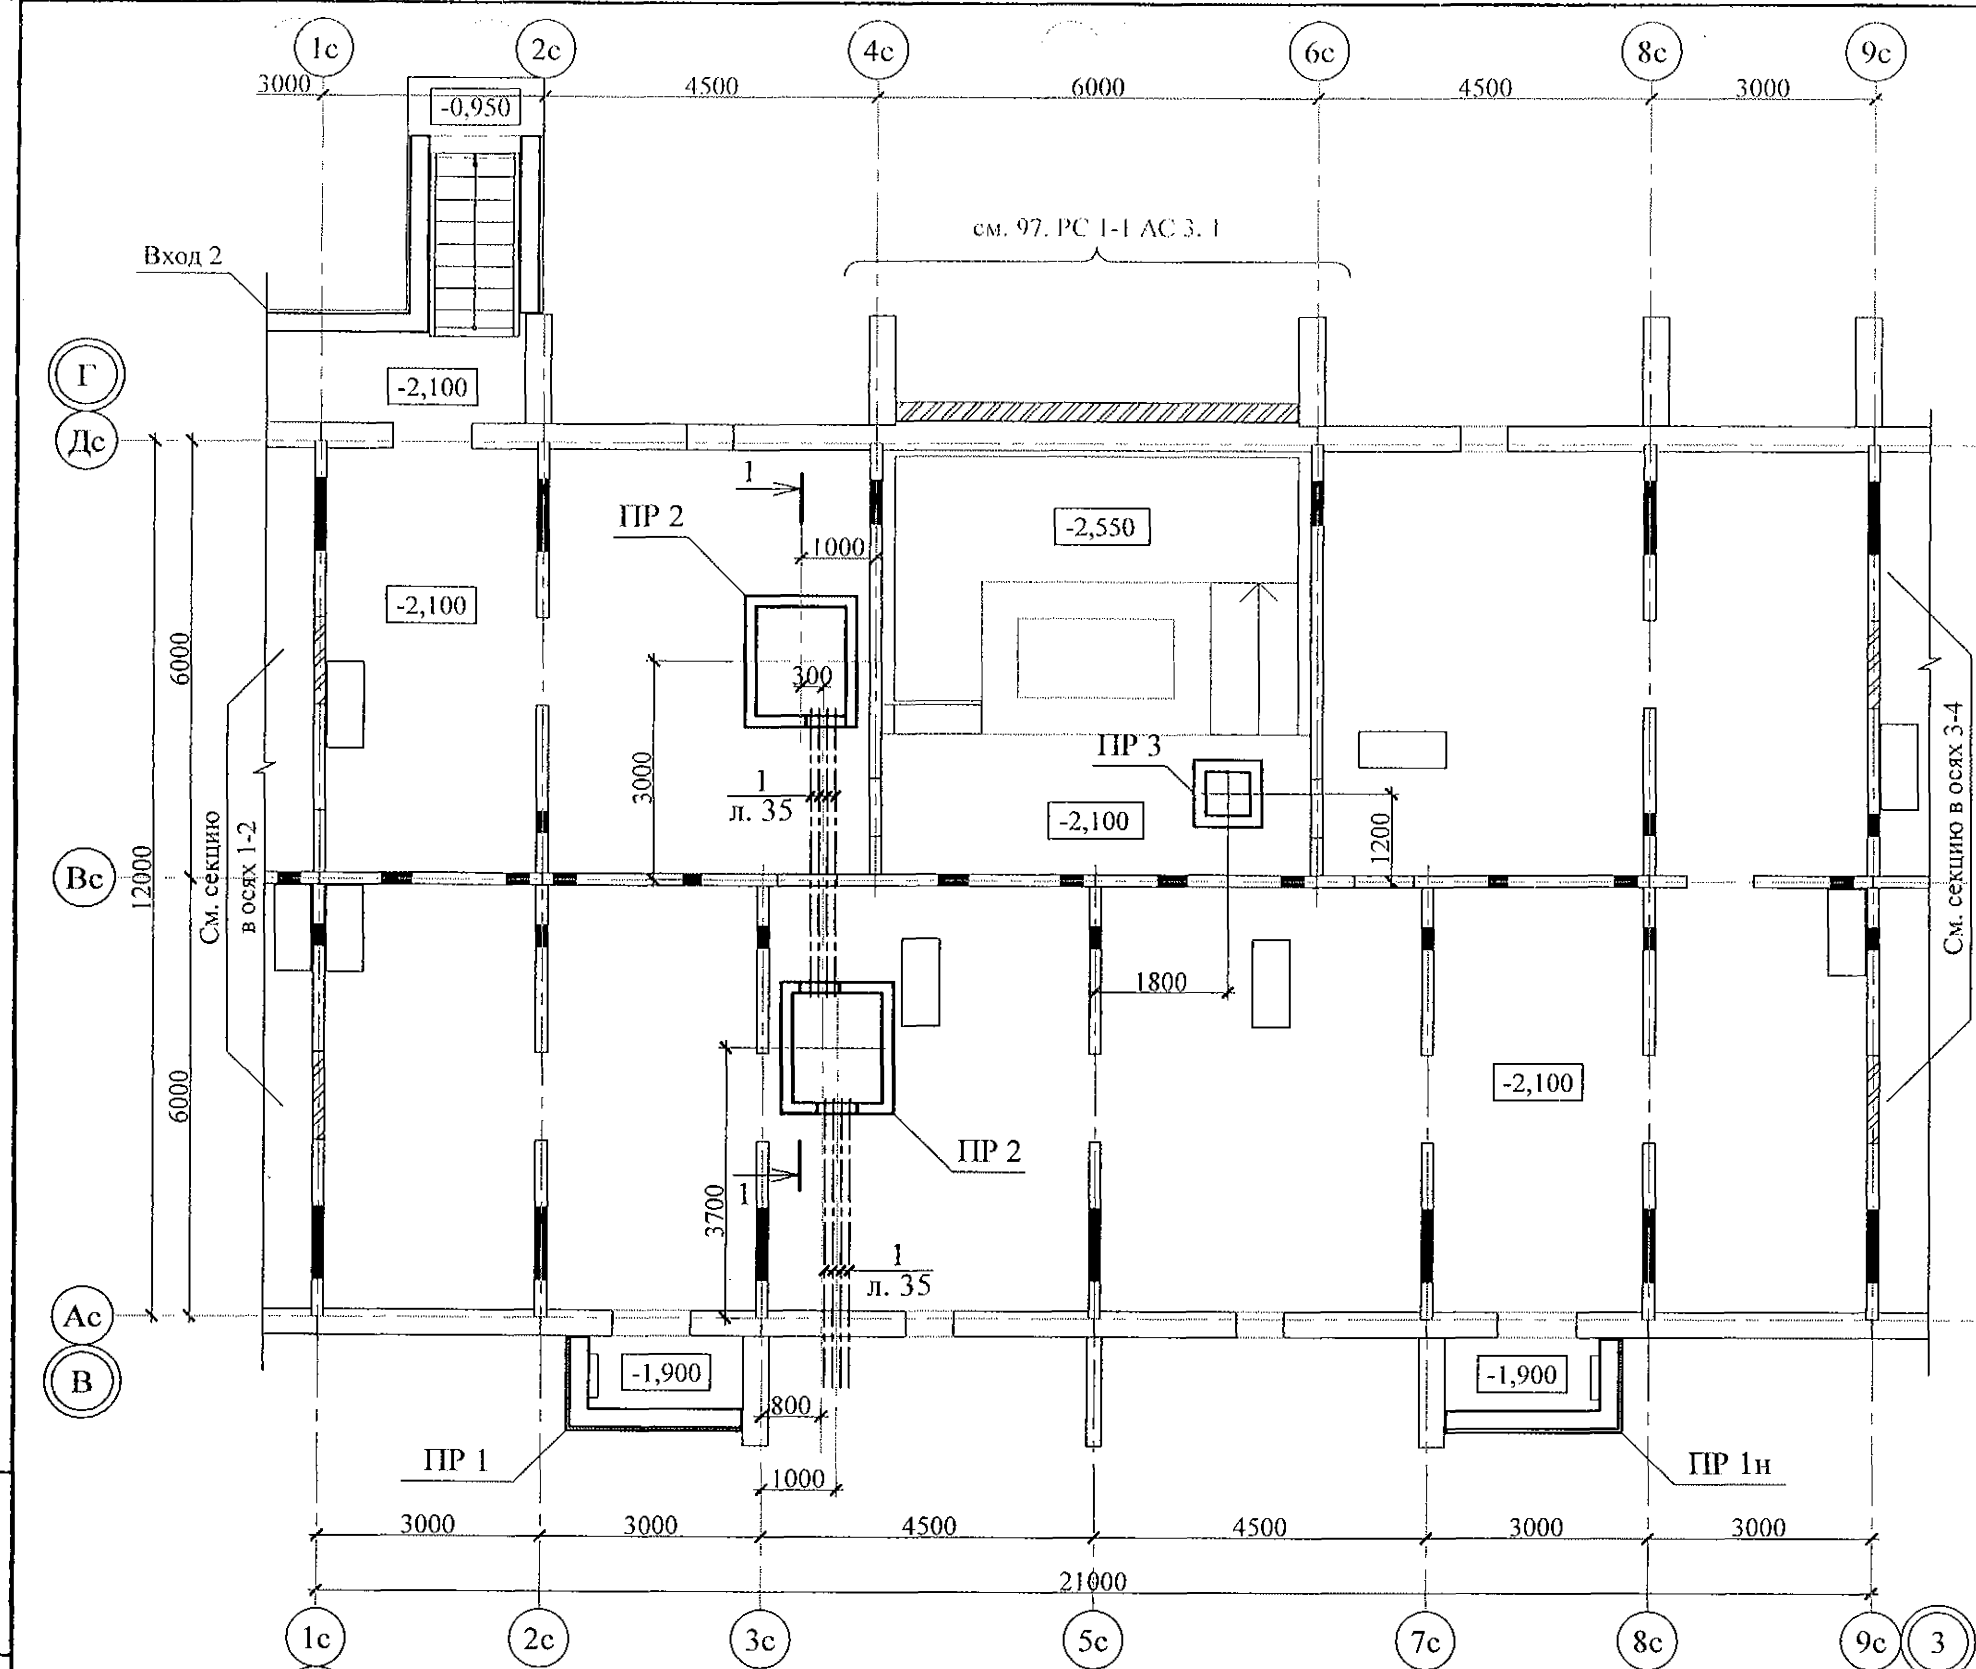 1с 2с 4с 6с 8с 9с
3000 4500 6000 4500 3000
-0,950
см. 97. РС 1-1 АС 3. 1
Вход 2
Г
-2,100
Дс
1
ПР 2
-2,550
1000
-2,100
6000
300
3000
ПР 3
1
л. 35
-2,100
1200
См. секцию
в осях 1-2
См. секцию в осях 3-4
12000
Вс
1800
6000
-2,100
ПР 2
1
3700
1
л. 35
Ас
-1,900
-1,900
В
800
ПР 1
ПР 1н
1000
3000 3000 4500 4500 3000 3000
21000
1с 2с 3с 5с 7с 8с 9с 3